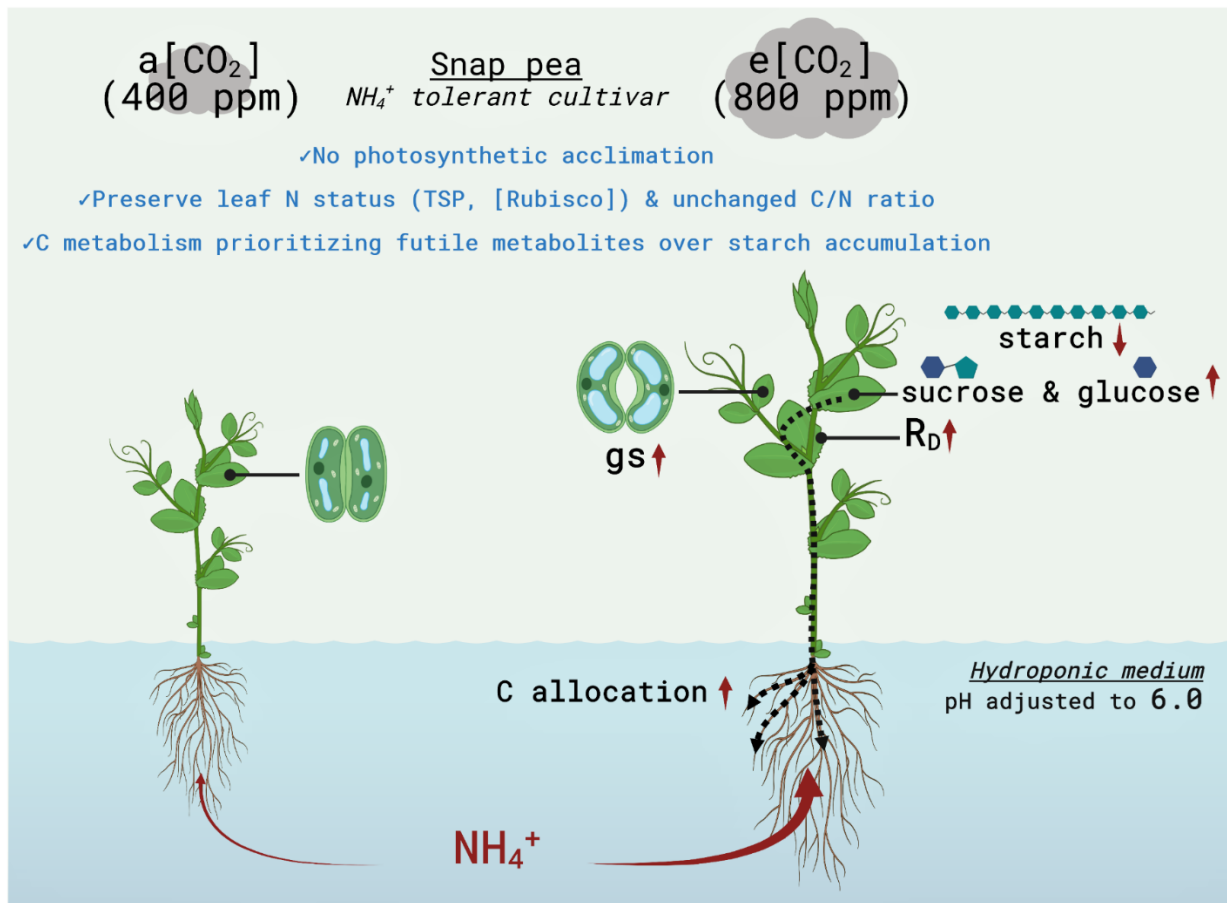 a[CO₂]
(400 ppm)
Snap pea
NH₄⁺ tolerant cultivar
e[CO₂]
(800 ppm)
✓No photosynthetic acclimation
✓Preserve leaf N status (TSP, [Rubisco]) & unchanged C/N ratio
✓C metabolism prioritizing futile metabolites over starch accumulation
starch
sucrose & glucose
R_D
gs
C allocation
Hydroponic medium
pH adjusted to 6.0
NH₄⁺